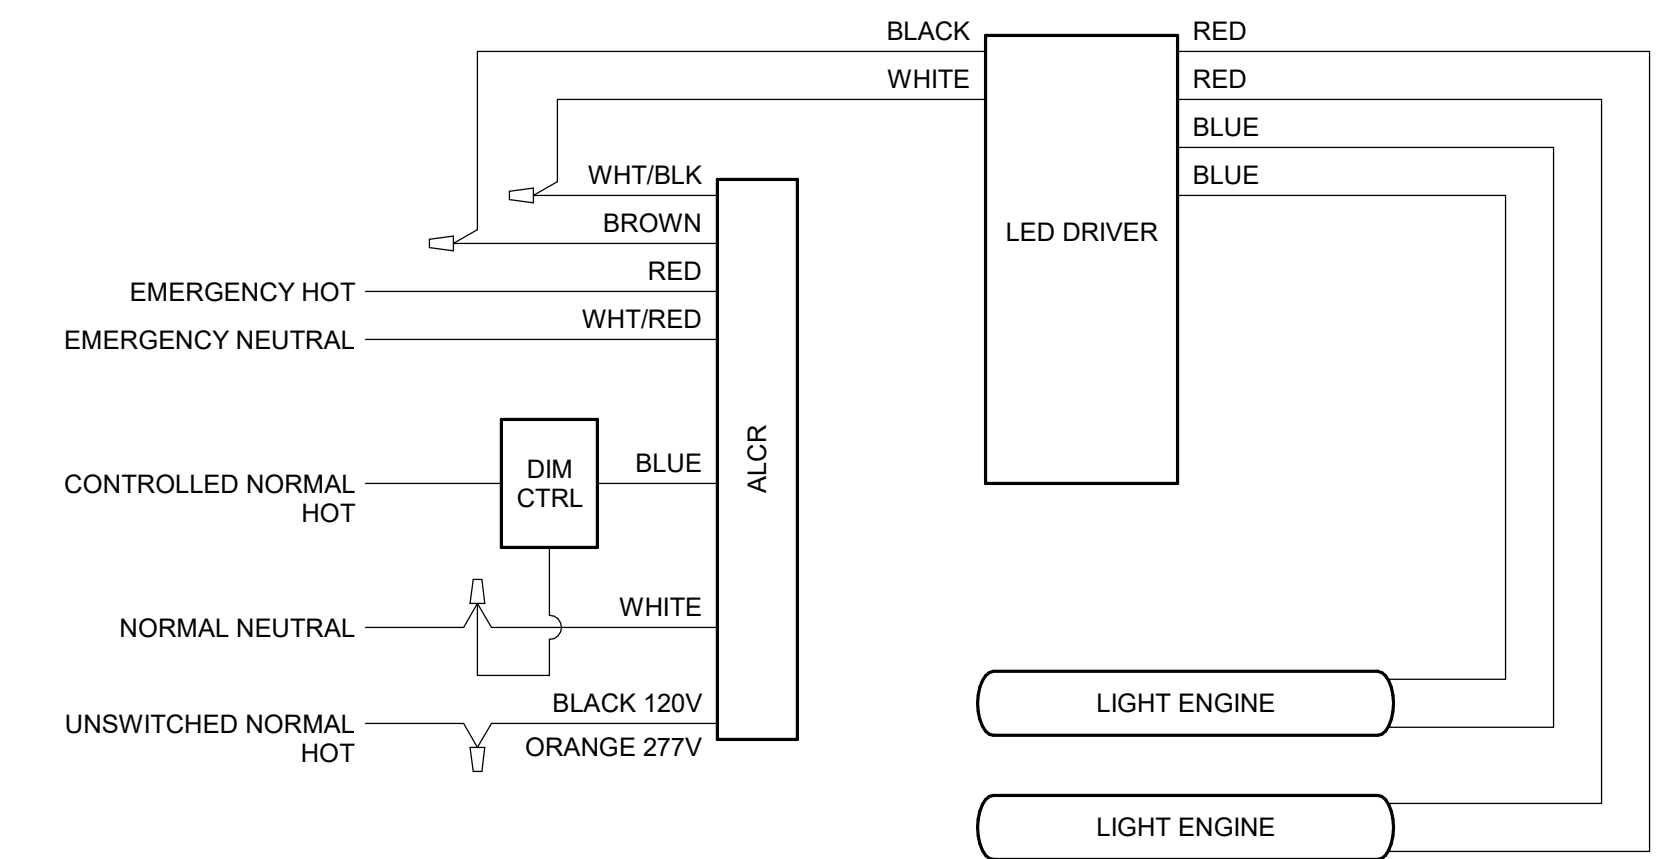 BLACK
RED
WHITE
RED
BLUE
WHT/BLK
BLUE
BROWN
LED DRIVER
RED
EMERGENCY HOT
WHT/RED
EMERGENCY NEUTRAL
ALCR
DIM
CTRL
BLUE
CONTROLLED NORMAL
HOT
WHITE
NORMAL NEUTRAL
BLACK 120V
UNSWITCHED NORMAL
HOT
ORANGE 277V
LIGHT ENGINE
LIGHT ENGINE